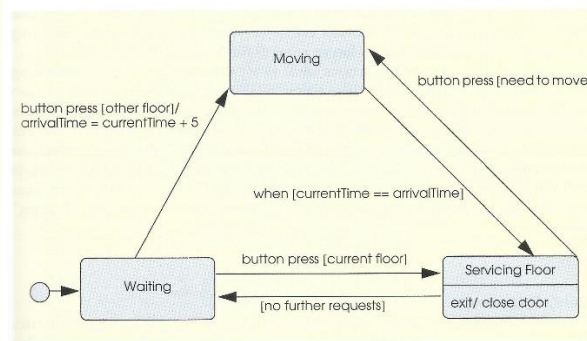 Moving
button press [need to move
button press [other floor]/
arrivalTime = currentTime + 5
when [currentTime == arrivalTime]
button press [current floor]
Servicing Floor
Waiting
[no further requests]
exit/ close door